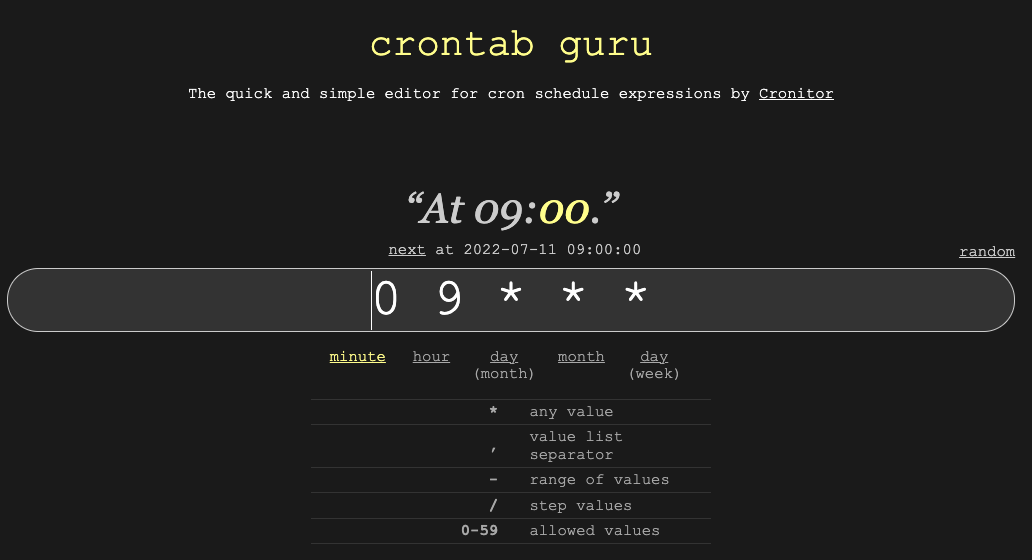 crontab guru
The quick and simple editor for cron schedule expressions by Cronitor
“At 09:00.”
next at 2022-07-11 09:00:00
random
0 9 * * *
minute hour day month day
(month) (week)
* any value
, value list
separator
- range of values
/ step values
0-59 allowed values